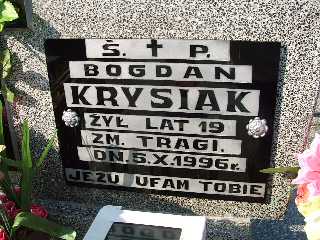 Ś. ✝ P.
BOGDAN
KRYSIAK
ŻYŁ LAT 19
ZM. TRAGI.
DN. 5.X.1996 r.
JEZU UFAM TOBIE